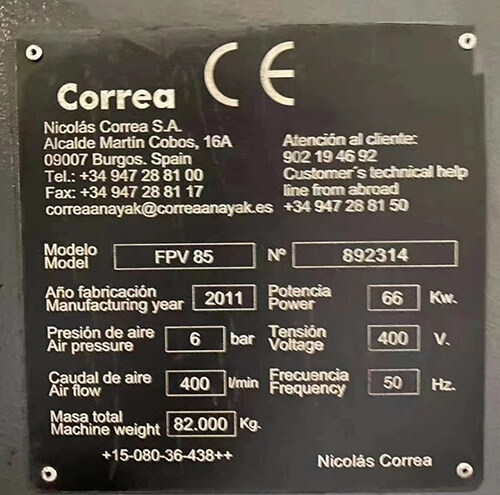 Correa CE
Nicolás Correa S.A.
Alcalde Martín Cobos, 16A
09007 Burgos. Spain
Tel.: +34 947 28 81 00
Fax: +34 947 28 81 17
correaanayak@correaanayak.es
Atención al cliente:
902 19 46 92
Customer´s technical help
line from abroad
+34 947 28 81 50
Modelo
Model FPV 85 Nº 892314
Año fabricación
Manufacturing year 2011
Potencia
Power 66 Kw.
Presión de aire
Air pressure 6 bar
Tensión
Voltage 400 V.
Caudal de aire
Air flow 400 l/min
Frecuencia
Frequency 50 Hz.
Masa total
Machine weight 82.000 Kg.
+15-080-36-438++
Nicolás Correa